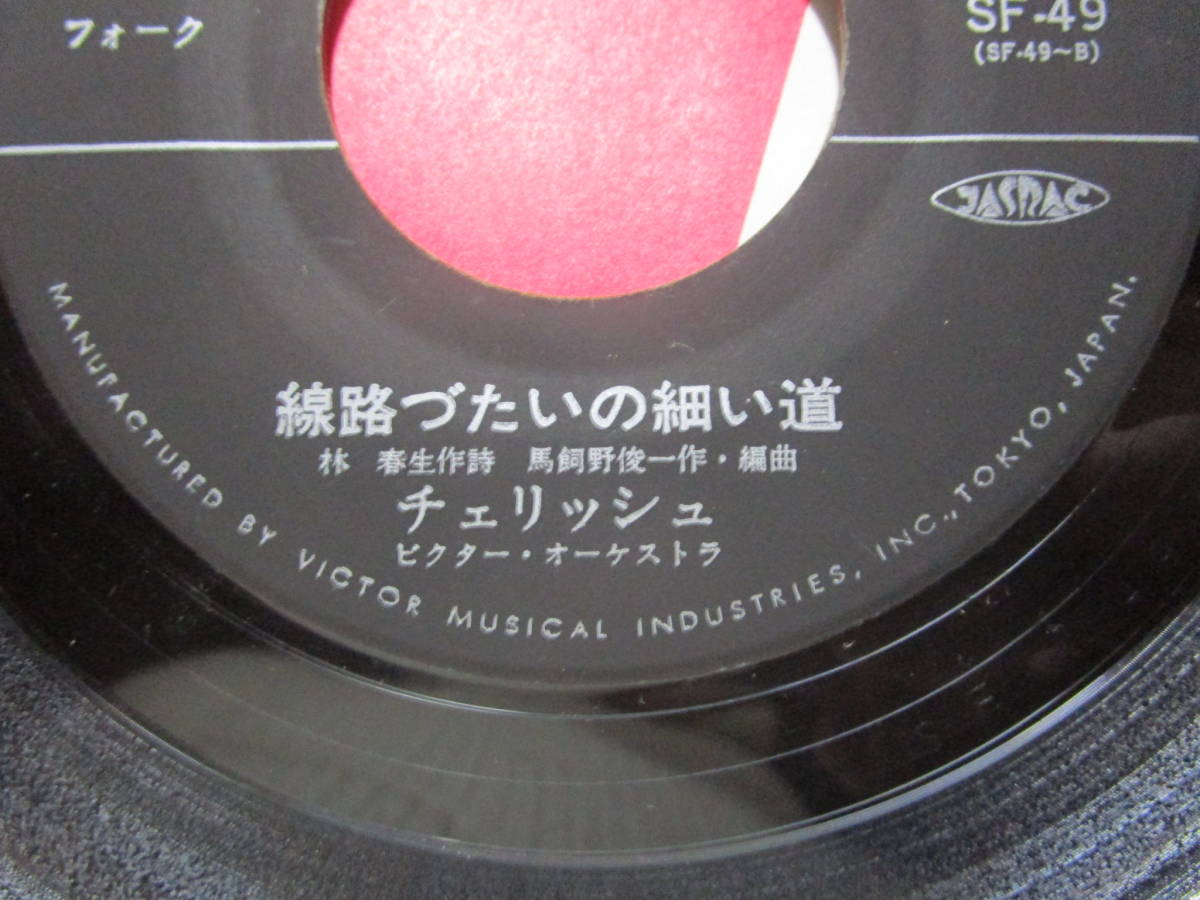 フォーク
SF-49
(SF-49~B)
JASRAC
線路づたいの細い道
林 春生作詩 馬飼野俊一作・編曲
チェリッシュ
ビクター・オーケストラ
MANUFACTURED BY VICTOR MUSICAL INDUSTRIES, INC., TOKYO, JAPAN.